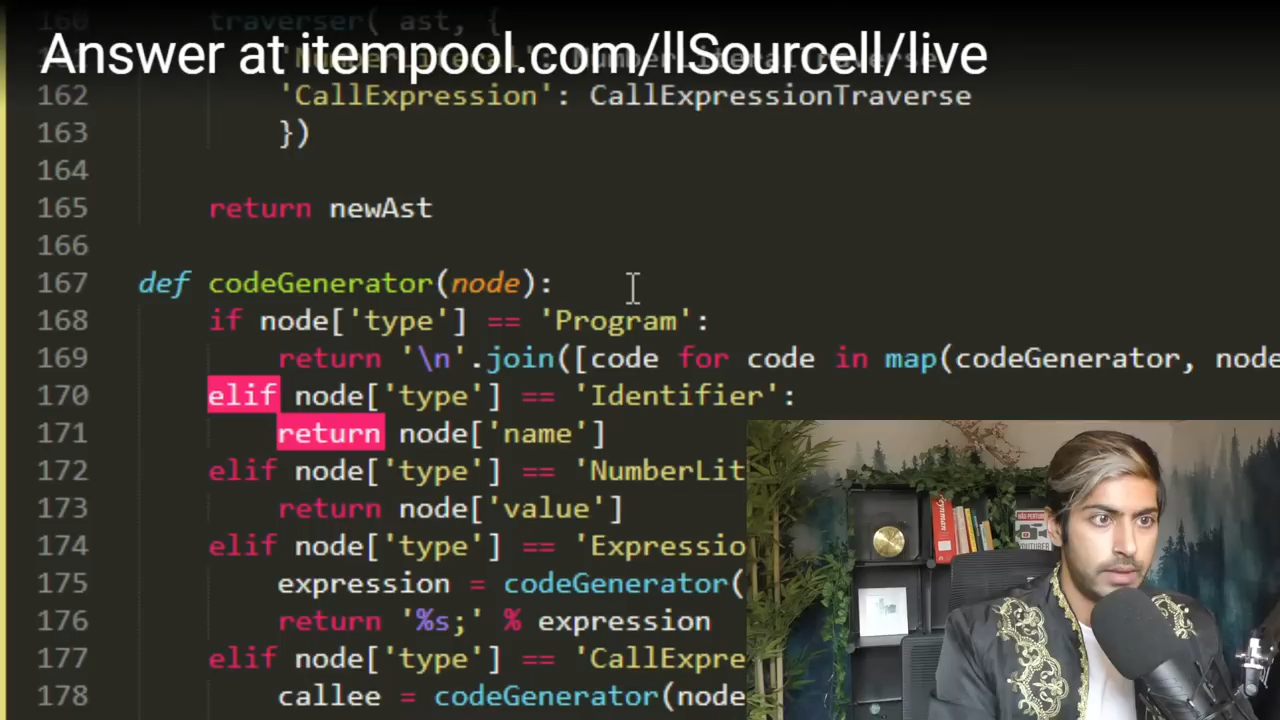 160 traverser( ast, {
Answer at itempool.com/llSourcell/live
162 'CallExpression': CallExpressionTraverse
163 })
164
165 return newAst
166
167 def codeGenerator(node):
168 if node['type'] == 'Program':
169 return '\n'.join([code for code in map(codeGenerator, node
170 elif node['type'] == 'Identifier':
171 return node['name']
172 elif node['type'] == 'NumberLit
173 return node['value']
174 elif node['type'] == 'Expressio
175 expression = codeGenerator(
176 return '%s;' % expression
177 elif node['type'] == 'CallExpre
178 callee = codeGenerator(node